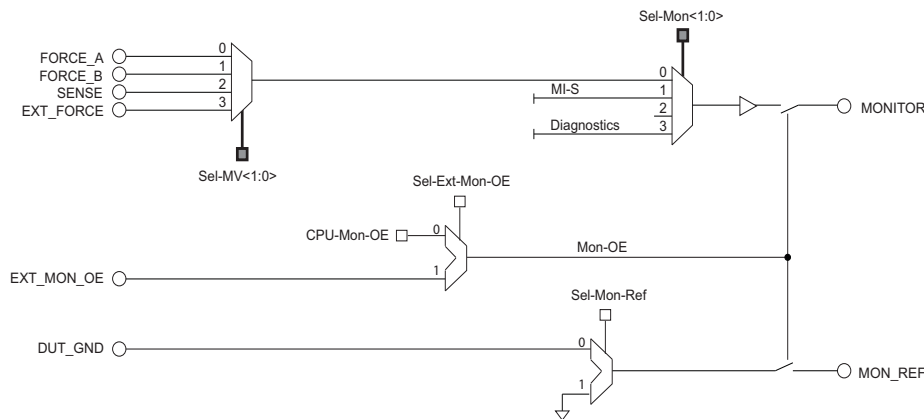 Sel-Mon<1:0>
FORCE_A
0
FORCE_B
1
SENSE
2
EXT_FORCE
3
Sel-MV<1:0>
0
MI-S
1
2
Diagnostics
3
MONITOR
Sel-Ext-Mon-OE
CPU-Mon-OE
0
Mon-OE
EXT_MON_OE
1
Sel-Mon-Ref
DUT_GND
0
1
MON_REF